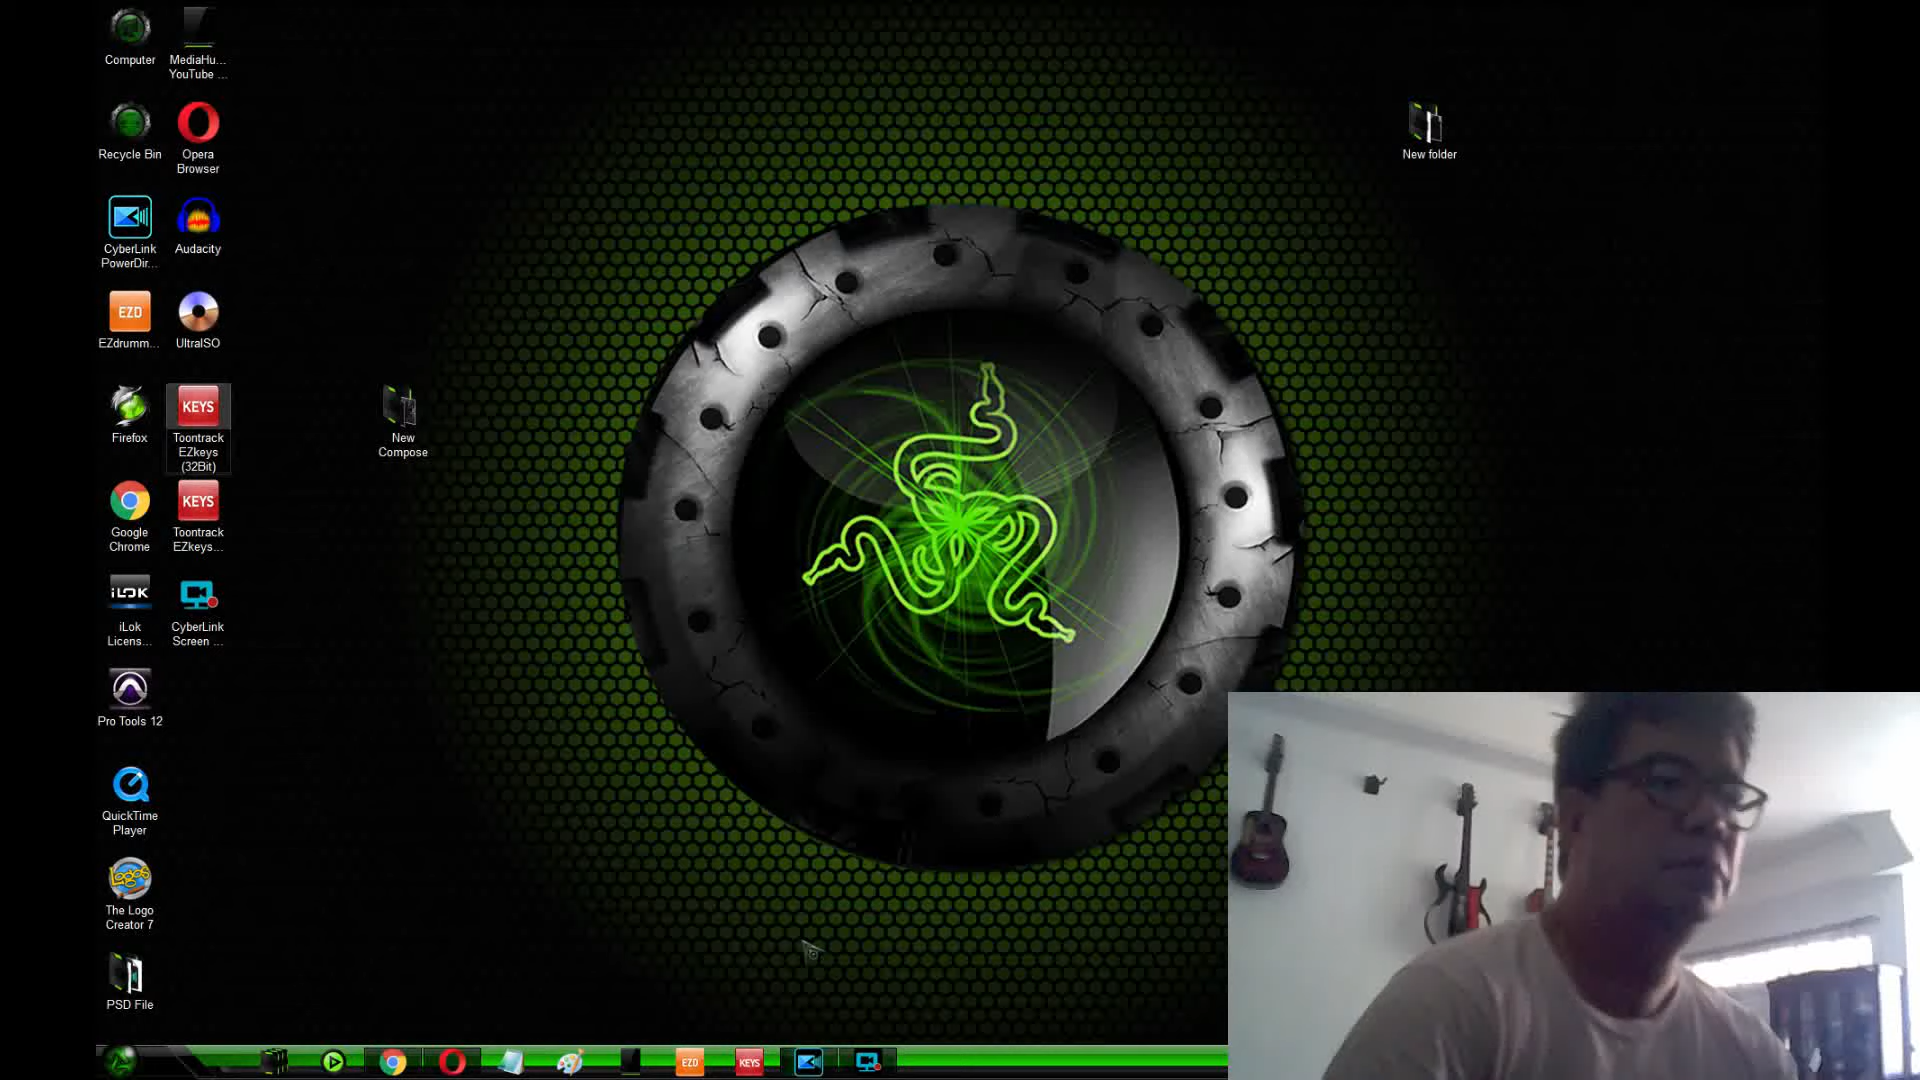 Computer
MediaHu...
YouTube ...
Recycle Bin
Opera
Browser
New folder
CyberLink
PowerDir...
Audacity
EZD
EZdrumm...
UltraISO
Firefox
KEYS
Toontrack
EZkeys
(32Bit)
New
Compose
Google
Chrome
KEYS
Toontrack
EZkeys...
iLOK
iLok
Licens...
CyberLink
Screen ...
Pro Tools 12
QuickTime
Player
Logos
The Logo
Creator 7
PSD File
EZD
KEYS